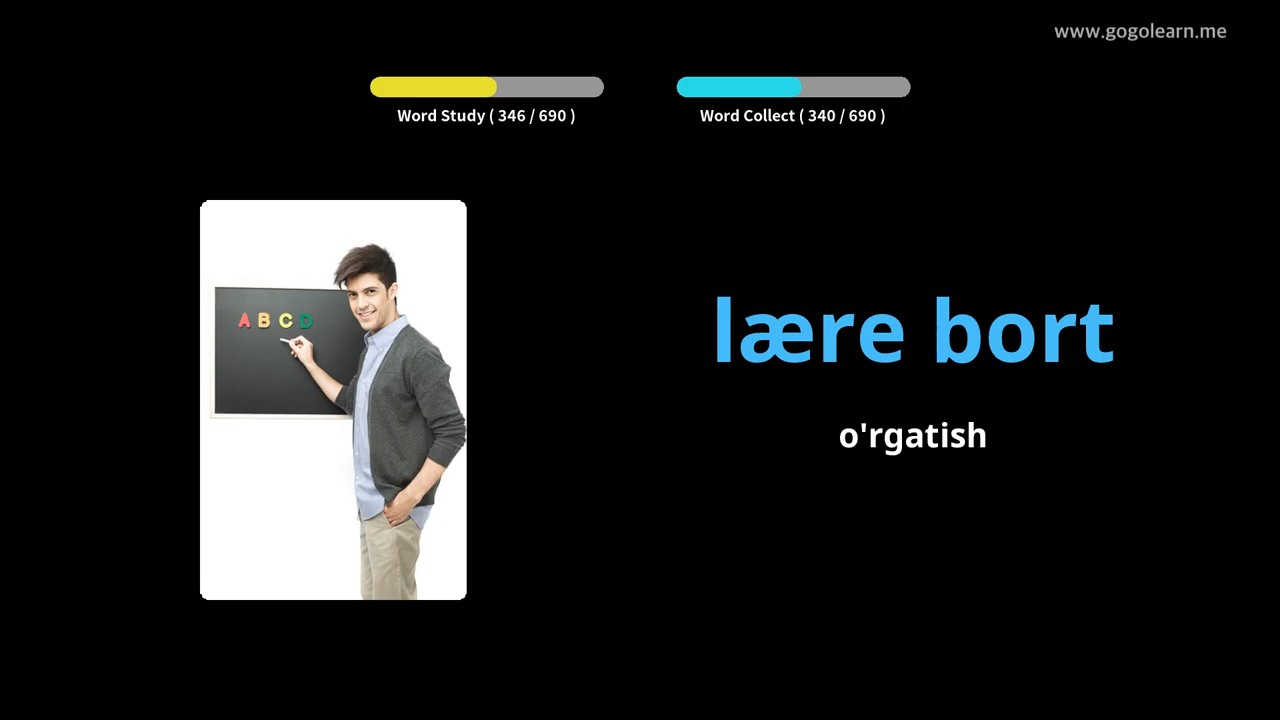 www.gogolearn.me
Word Study ( 346 / 690 )
Word Collect ( 340 / 690 )
A B C D
lære bort
o'rgatish